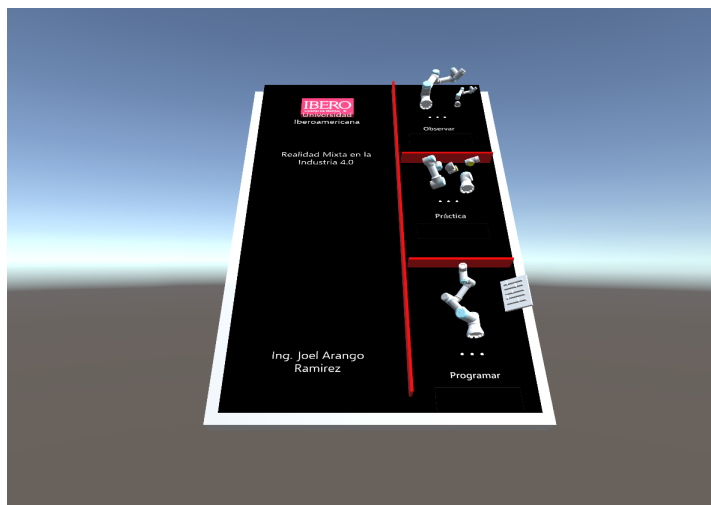 IBERO
Universidad
Iberoamericana
Realidad Mixta en la
Industria 4.0
Ing. Joel Arango
Ramirez
...
Observar
...
Práctica
...
Programar